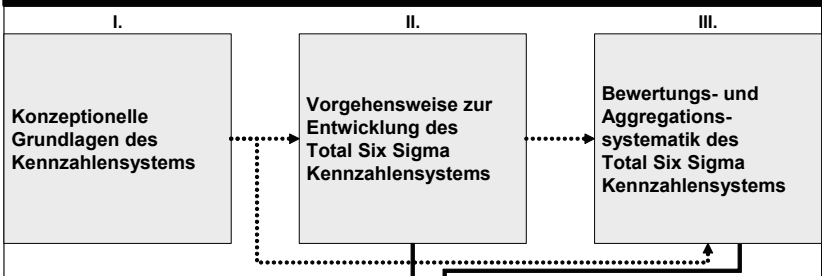 I.
II.
III.
Konzeptionelle
Grundlagen des
Kennzahlensystems
Vorgehensweise zur
Entwicklung des
Total Six Sigma
Kennzahlensystems
Bewertungs- und
Aggregations-
systematik des
Total Six Sigma
Kennzahlensystems